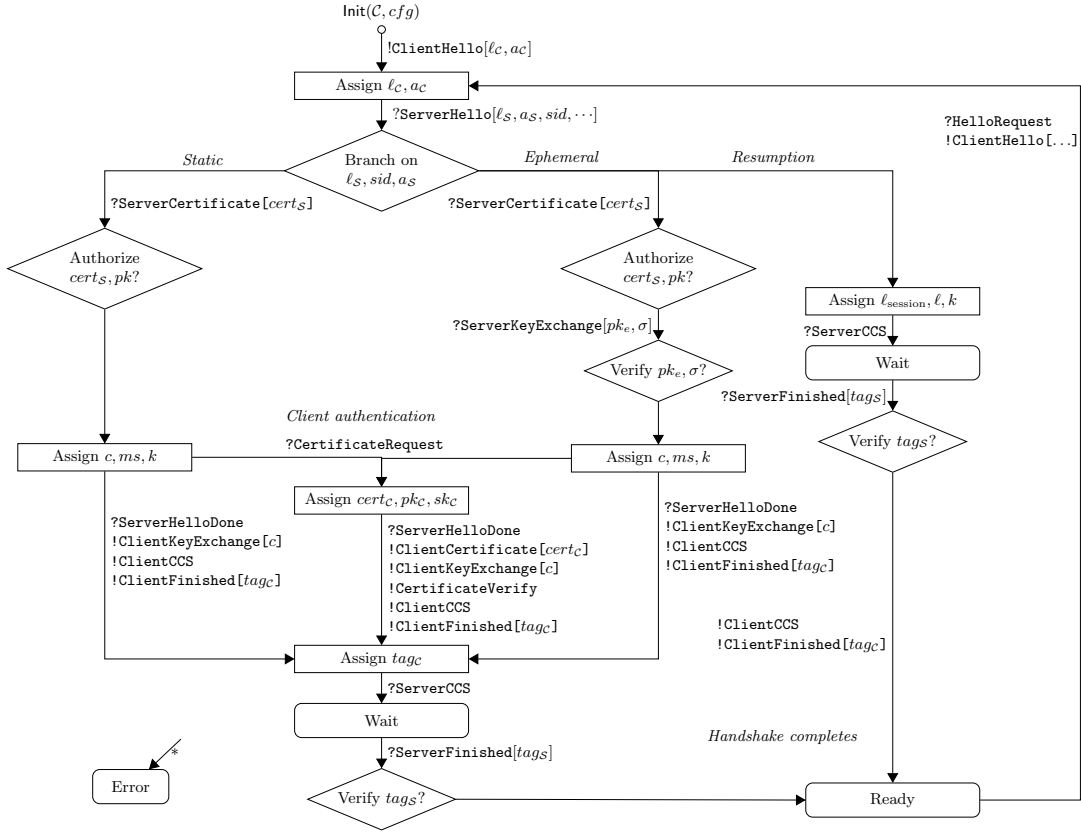 Init(𝒞, cfg)
!ClientHello[ℓ_𝒞, a_𝒞]
Assign ℓ_𝒞, a_𝒞
?ServerHello[ℓ_𝒮, a_𝒮, sid, ···]
?HelloRequest
!ClientHello[...]
Static
Branch on
ℓ_𝒮, sid, a_𝒮
Ephemeral
Resumption
?ServerCertificate[cert_𝒮]
?ServerCertificate[cert_𝒮]
Authorize
cert_𝒮, pk?
Authorize
cert_𝒮, pk?
Assign ℓ_session, ℓ, k
?ServerKeyExchange[pk_e, σ]
?ServerCCS
Wait
Verify pk_e, σ?
?ServerFinished[tag_𝒮]
Client authentication
Verify tag_𝒮?
?CertificateRequest
Assign c, ms, k
Assign c, ms, k
Assign cert_𝒞, pk_𝒞, sk_𝒞
?ServerHelloDone
!ClientKeyExchange[c]
!ClientCCS
!ClientFinished[tag_𝒞]
?ServerHelloDone
!ClientCertificate[cert_𝒞]
!ClientKeyExchange[c]
!CertificateVerify
!ClientCCS
!ClientFinished[tag_𝒞]
?ServerHelloDone
!ClientKeyExchange[c]
!ClientCCS
!ClientFinished[tag_𝒞]
!ClientCCS
!ClientFinished[tag_𝒞]
Assign tag_𝒞
?ServerCCS
Wait
Handshake completes
?ServerFinished[tag_𝒮]
*
Error
Verify tag_𝒮?
Ready